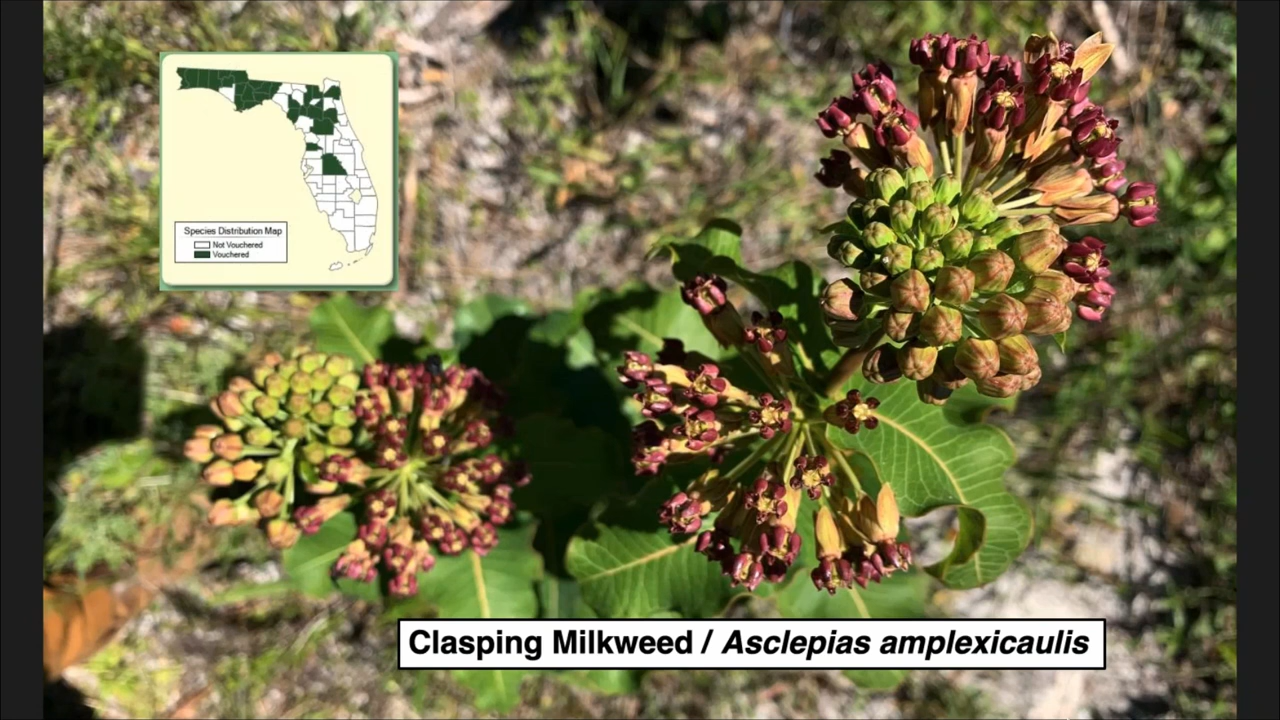 Species Distribution Map
Not Vouchered
Vouchered
Clasping Milkweed / Asclepias amplexicaulis